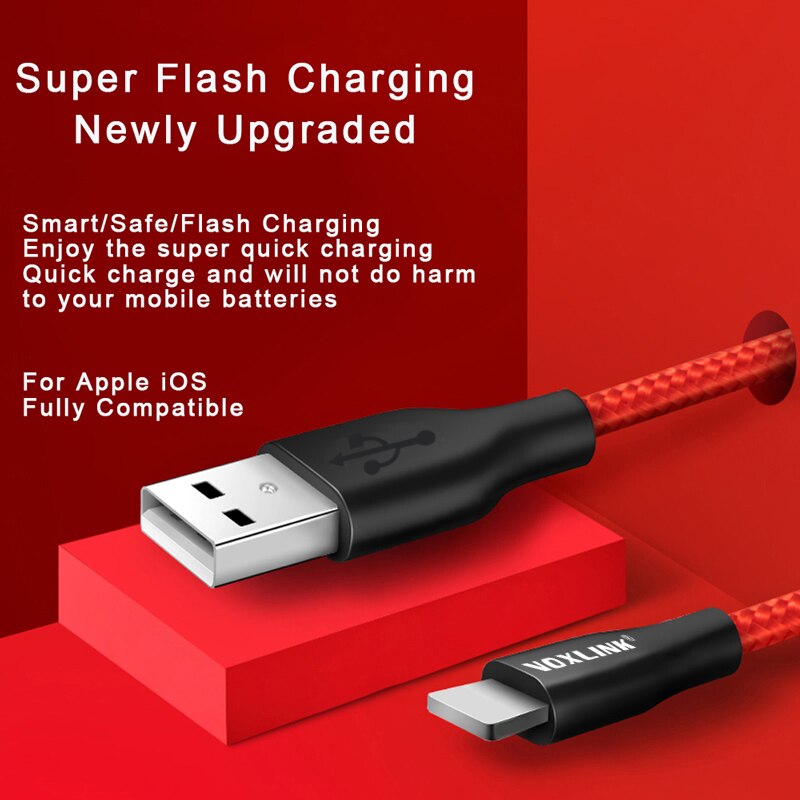 Super Flash Charging
Newly Upgraded
Smart/Safe/Flash Charging
Enjoy the super quick charging
Quick charge and will not do harm
to your mobile batteries
For Apple iOS
Fully Compatible
VOXLINK®